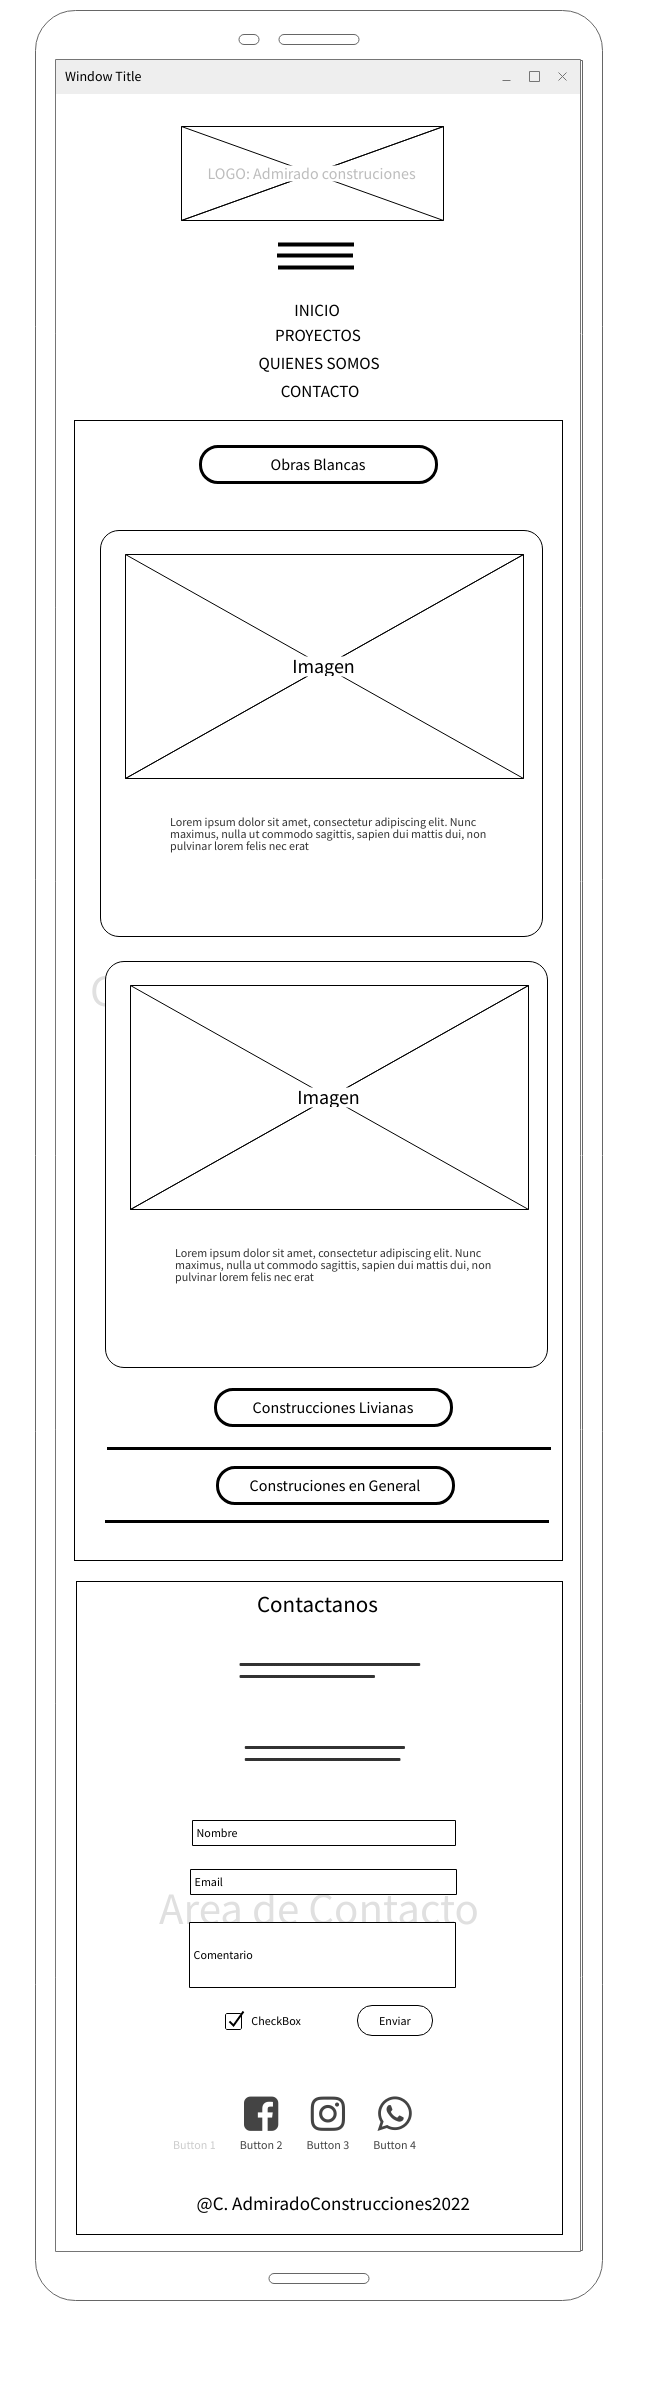 Window Title
LOGO: Admirado construciones
INICIO
PROYECTOS
QUIENES SOMOS
CONTACTO
Obras Blancas
Imagen
Lorem ipsum dolor sit amet, consectetur adipiscing elit. Nunc
maximus, nulla ut commodo sagittis, sapien dui mattis dui, non
pulvinar lorem felis nec erat
Imagen
Lorem ipsum dolor sit amet, consectetur adipiscing elit. Nunc
maximus, nulla ut commodo sagittis, sapien dui mattis dui, non
pulvinar lorem felis nec erat
Construcciones Livianas
Construciones en General
Contactanos
Nombre
Email
Area de Contacto
Comentario
CheckBox Enviar
Button 1 Button 2 Button 3 Button 4
@C. AdmiradoConstrucciones2022